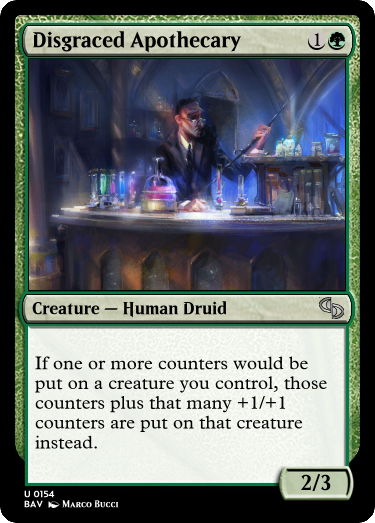 Disgraced Apothecary 1
Creature — Human Druid
If one or more counters would be
put on a creature you control, those
counters plus that many +1/+1
counters are put on that creature
instead.
2/3
U 0154
BAV Marco Bucci